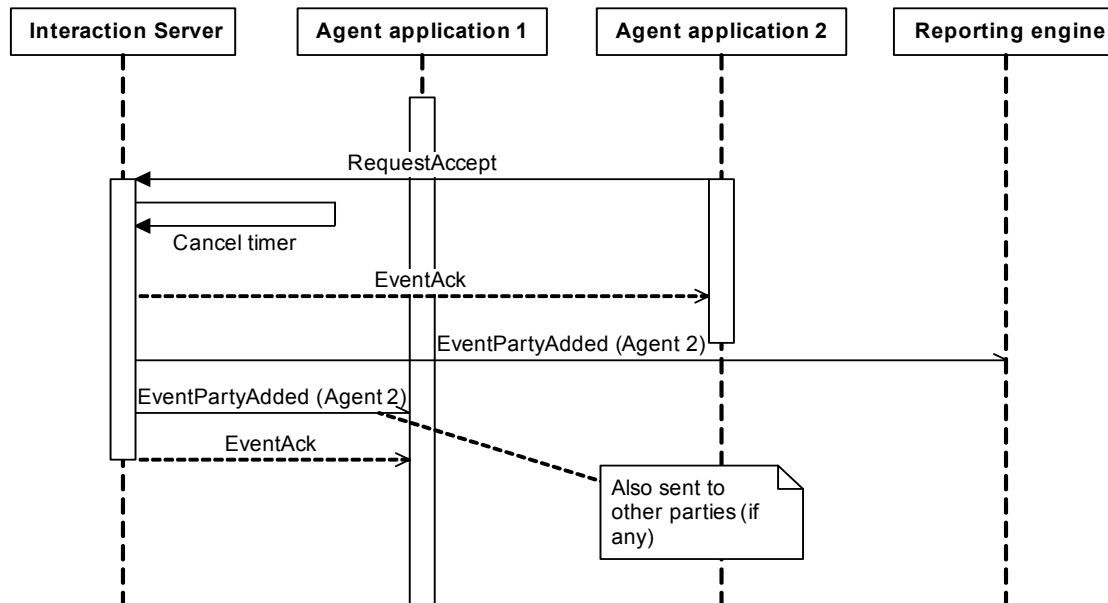 Interaction Server
Agent application 1
Agent application 2
Reporting engine
RequestAccept
Cancel timer
EventAck
EventPartyAdded (Agent 2)
EventPartyAdded (Agent 2)
EventAck
Also sent to
other parties (if
any)